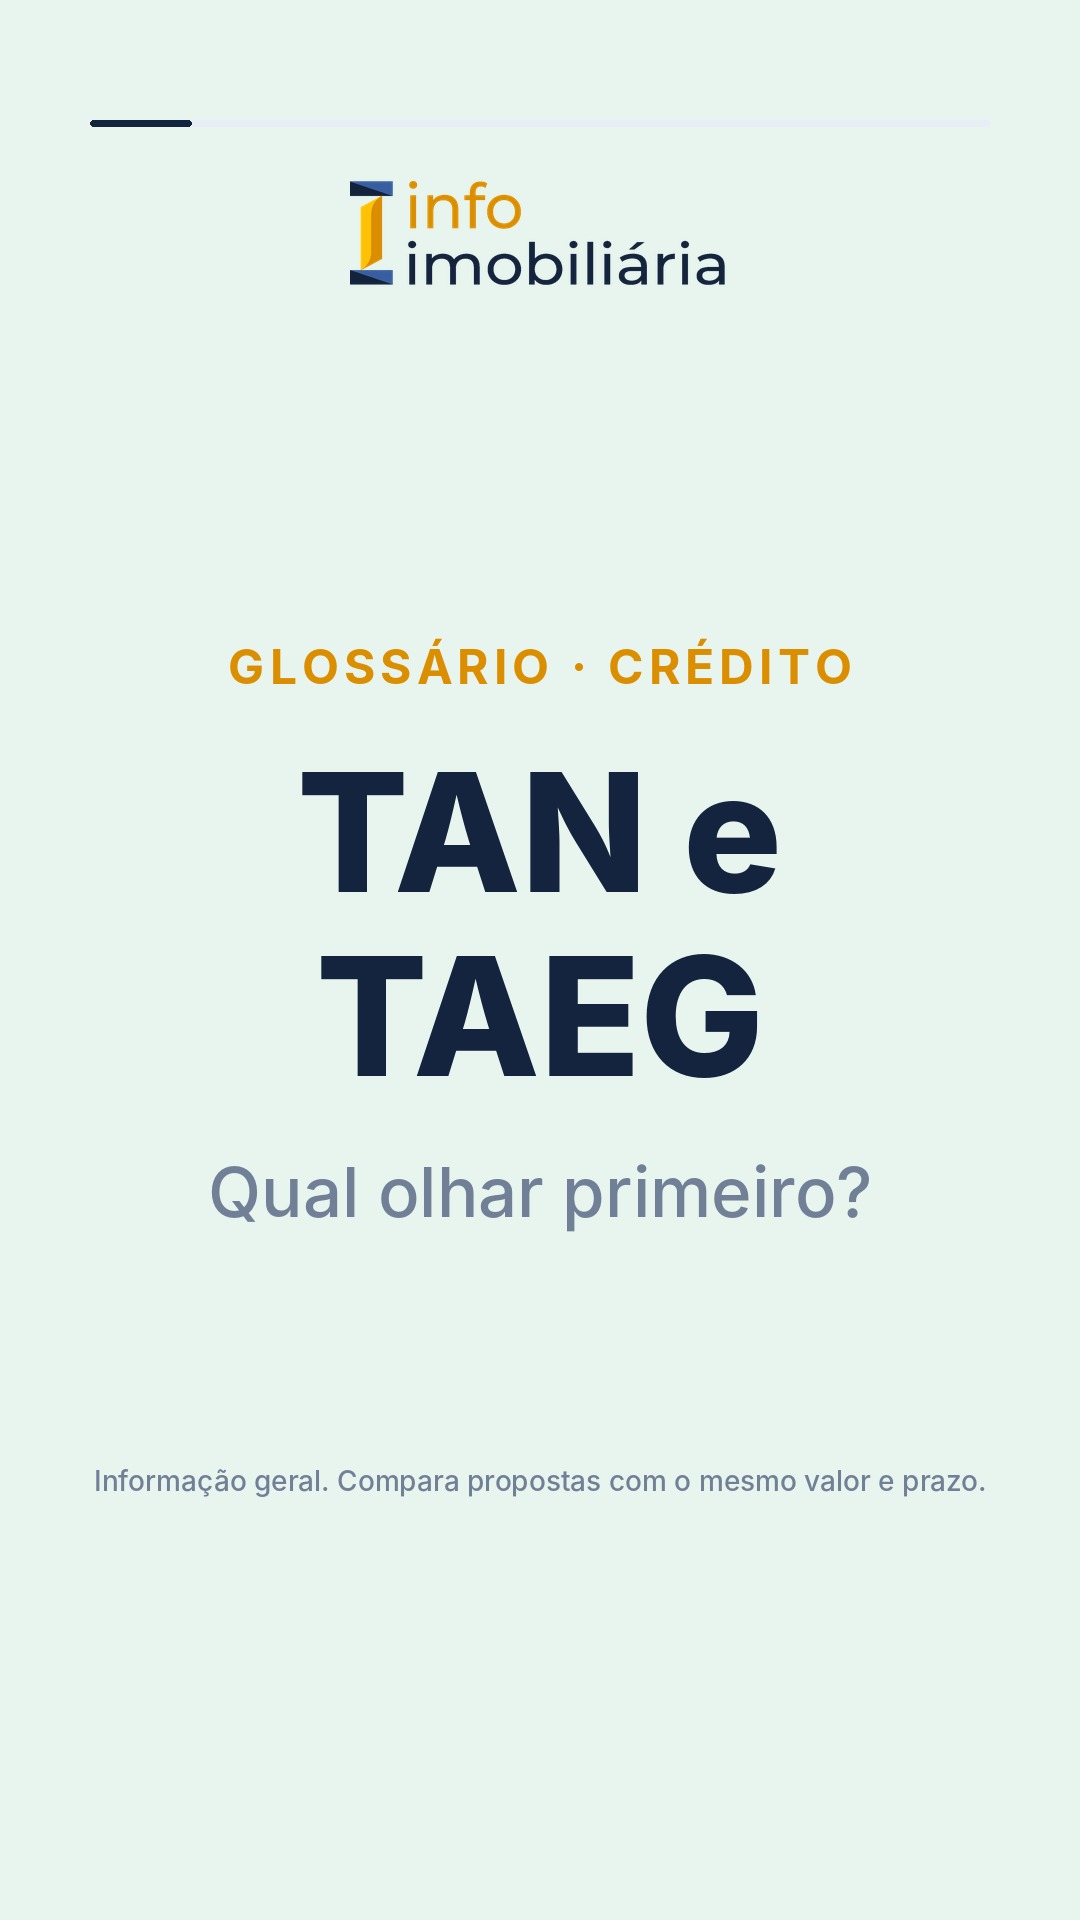 info
imobiliária
GLOSSÁRIO · CRÉDITO
TAN e
TAEG
Qual olhar primeiro?
Informação geral. Compara propostas com o mesmo valor e prazo.